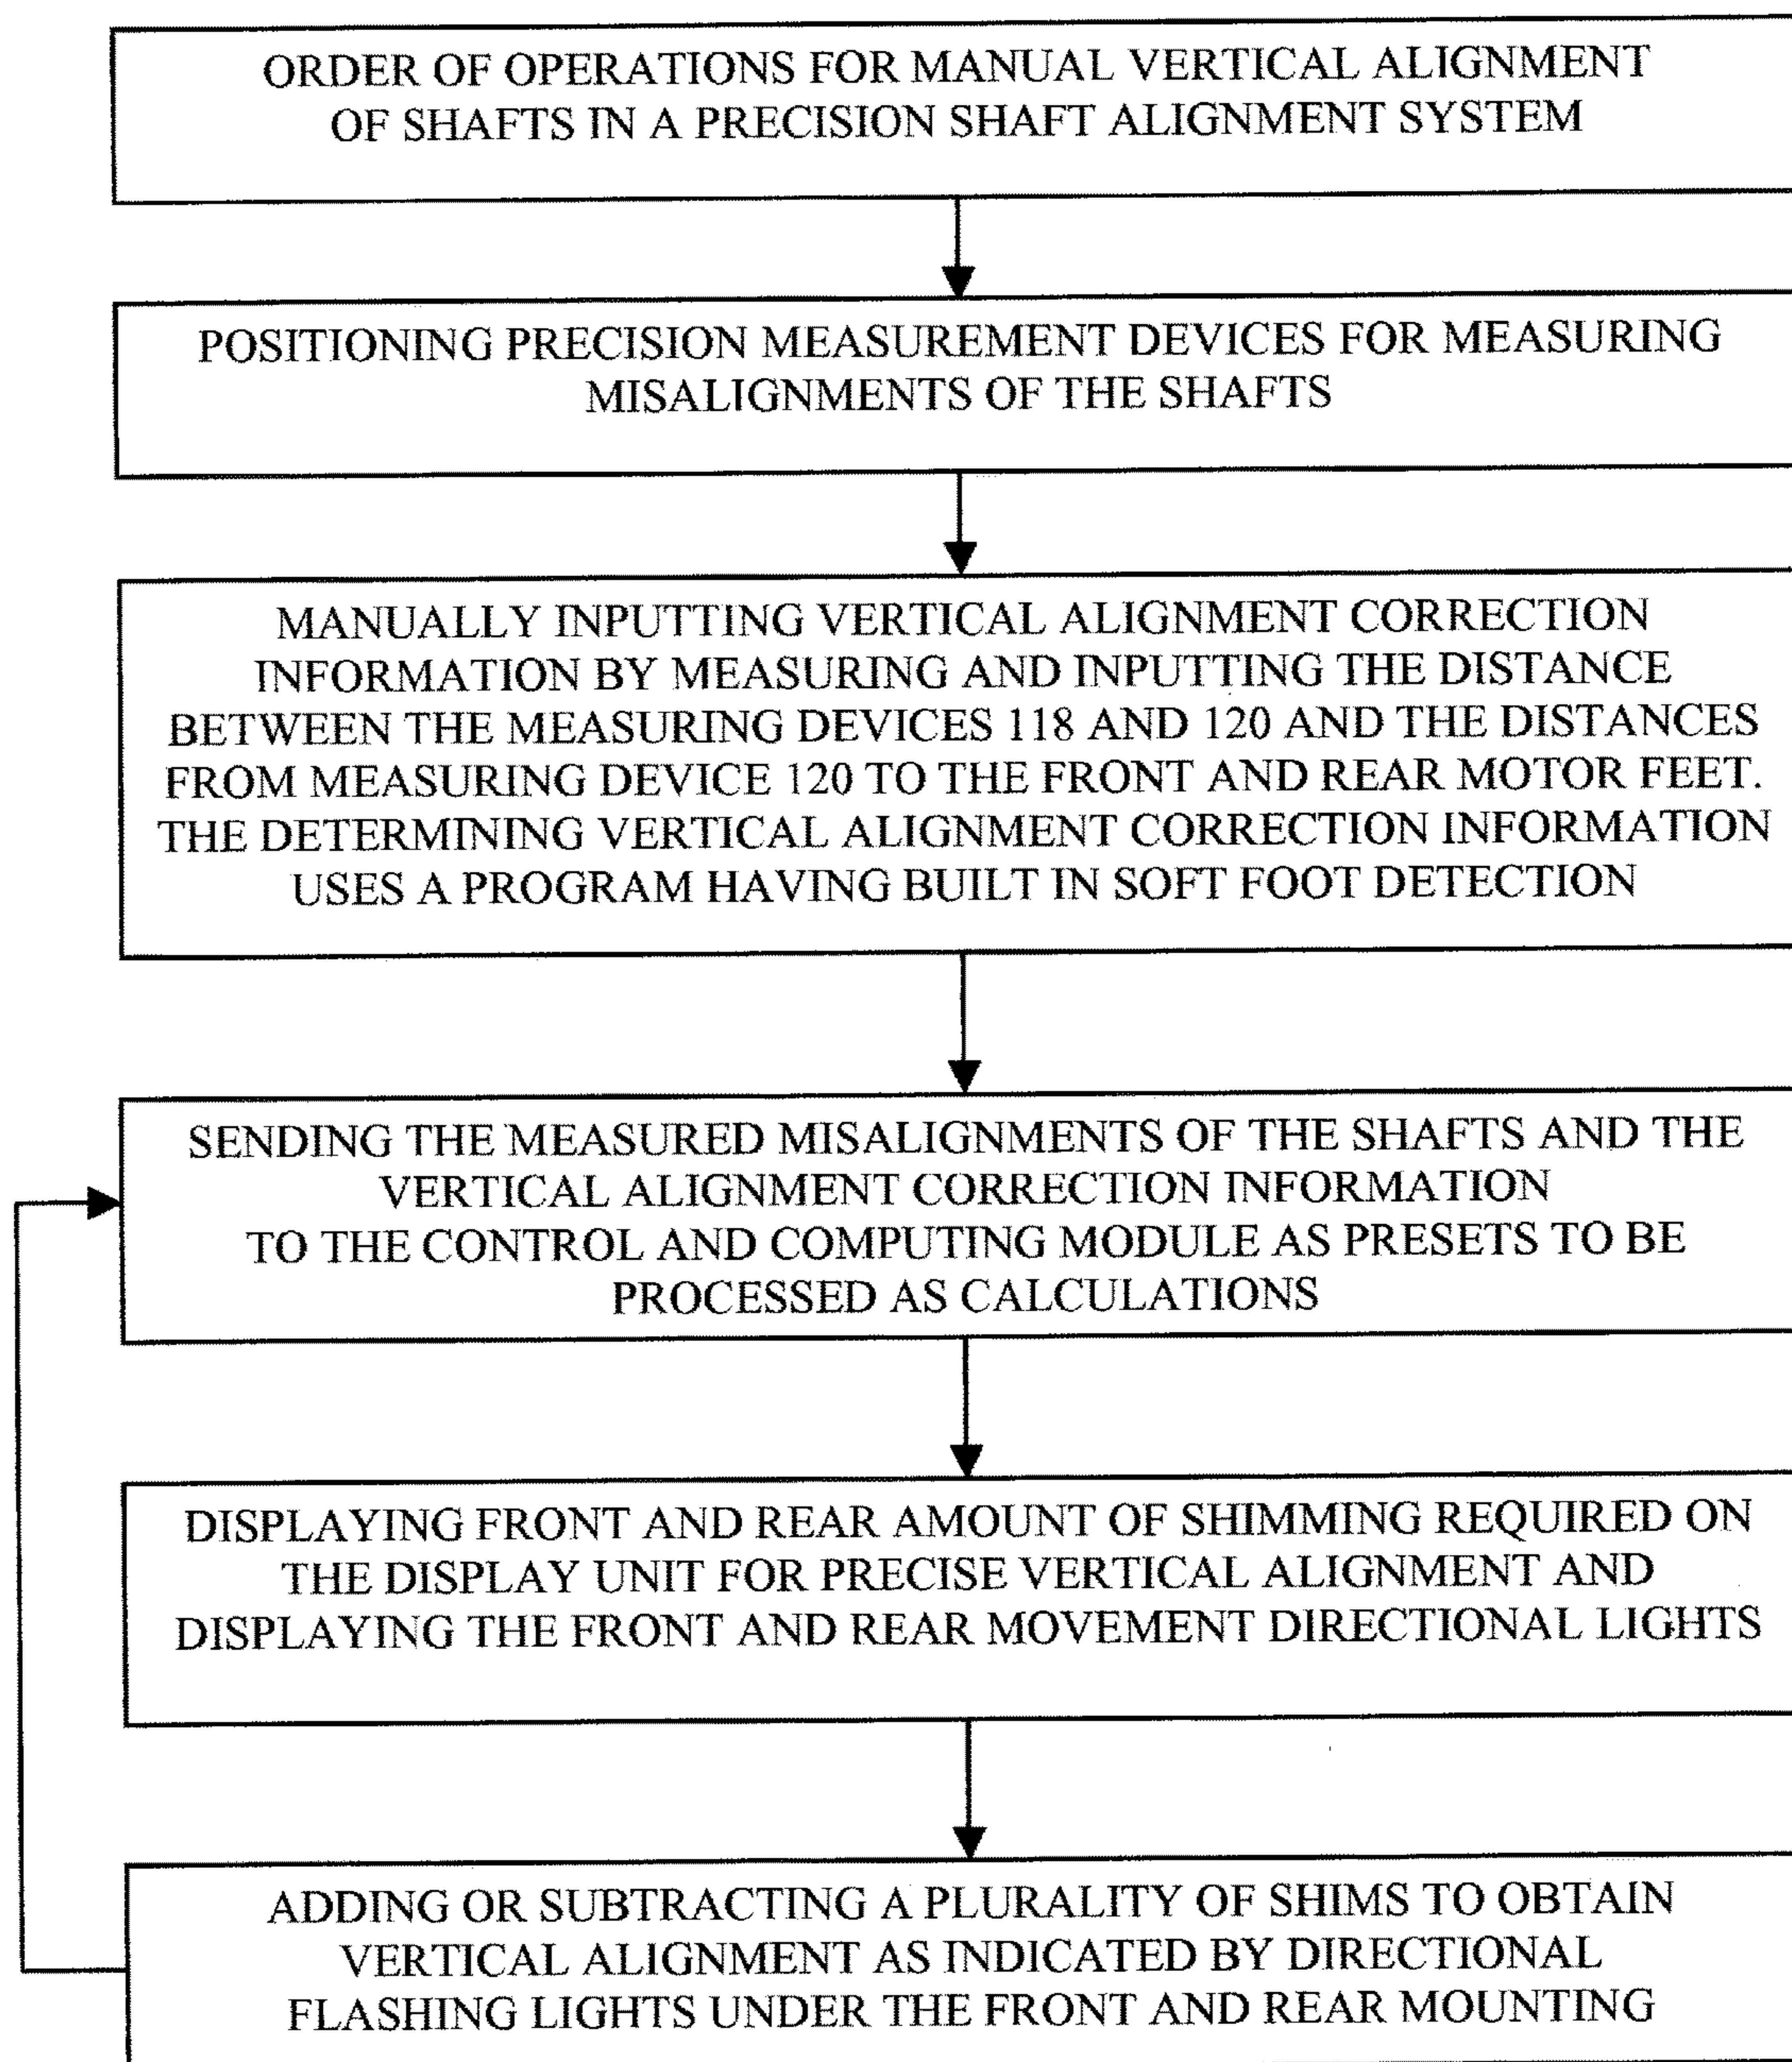 ORDER OF OPERATIONS FOR MANUAL VERTICAL ALIGNMENT
OF SHAFTS IN A PRECISION SHAFT ALIGNMENT SYSTEM
POSITIONING PRECISION MEASUREMENT DEVICES FOR MEASURING
MISALIGNMENTS OF THE SHAFTS
MANUALLY INPUTTING VERTICAL ALIGNMENT CORRECTION
INFORMATION BY MEASURING AND INPUTTING THE DISTANCE
BETWEEN THE MEASURING DEVICES 118 AND 120 AND THE DISTANCES
FROM MEASURING DEVICE 120 TO THE FRONT AND REAR MOTOR FEET.
THE DETERMINING VERTICAL ALIGNMENT CORRECTION INFORMATION
USES A PROGRAM HAVING BUILT IN SOFT FOOT DETECTION
SENDING THE MEASURED MISALIGNMENTS OF THE SHAFTS AND THE
VERTICAL ALIGNMENT CORRECTION INFORMATION
TO THE CONTROL AND COMPUTING MODULE AS PRESETS TO BE
PROCESSED AS CALCULATIONS
DISPLAYING FRONT AND REAR AMOUNT OF SHIMMING REQUIRED ON
THE DISPLAY UNIT FOR PRECISE VERTICAL ALIGNMENT AND
DISPLAYING THE FRONT AND REAR MOVEMENT DIRECTIONAL LIGHTS
ADDING OR SUBTRACTING A PLURALITY OF SHIMS TO OBTAIN
VERTICAL ALIGNMENT AS INDICATED BY DIRECTIONAL
FLASHING LIGHTS UNDER THE FRONT AND REAR MOUNTING